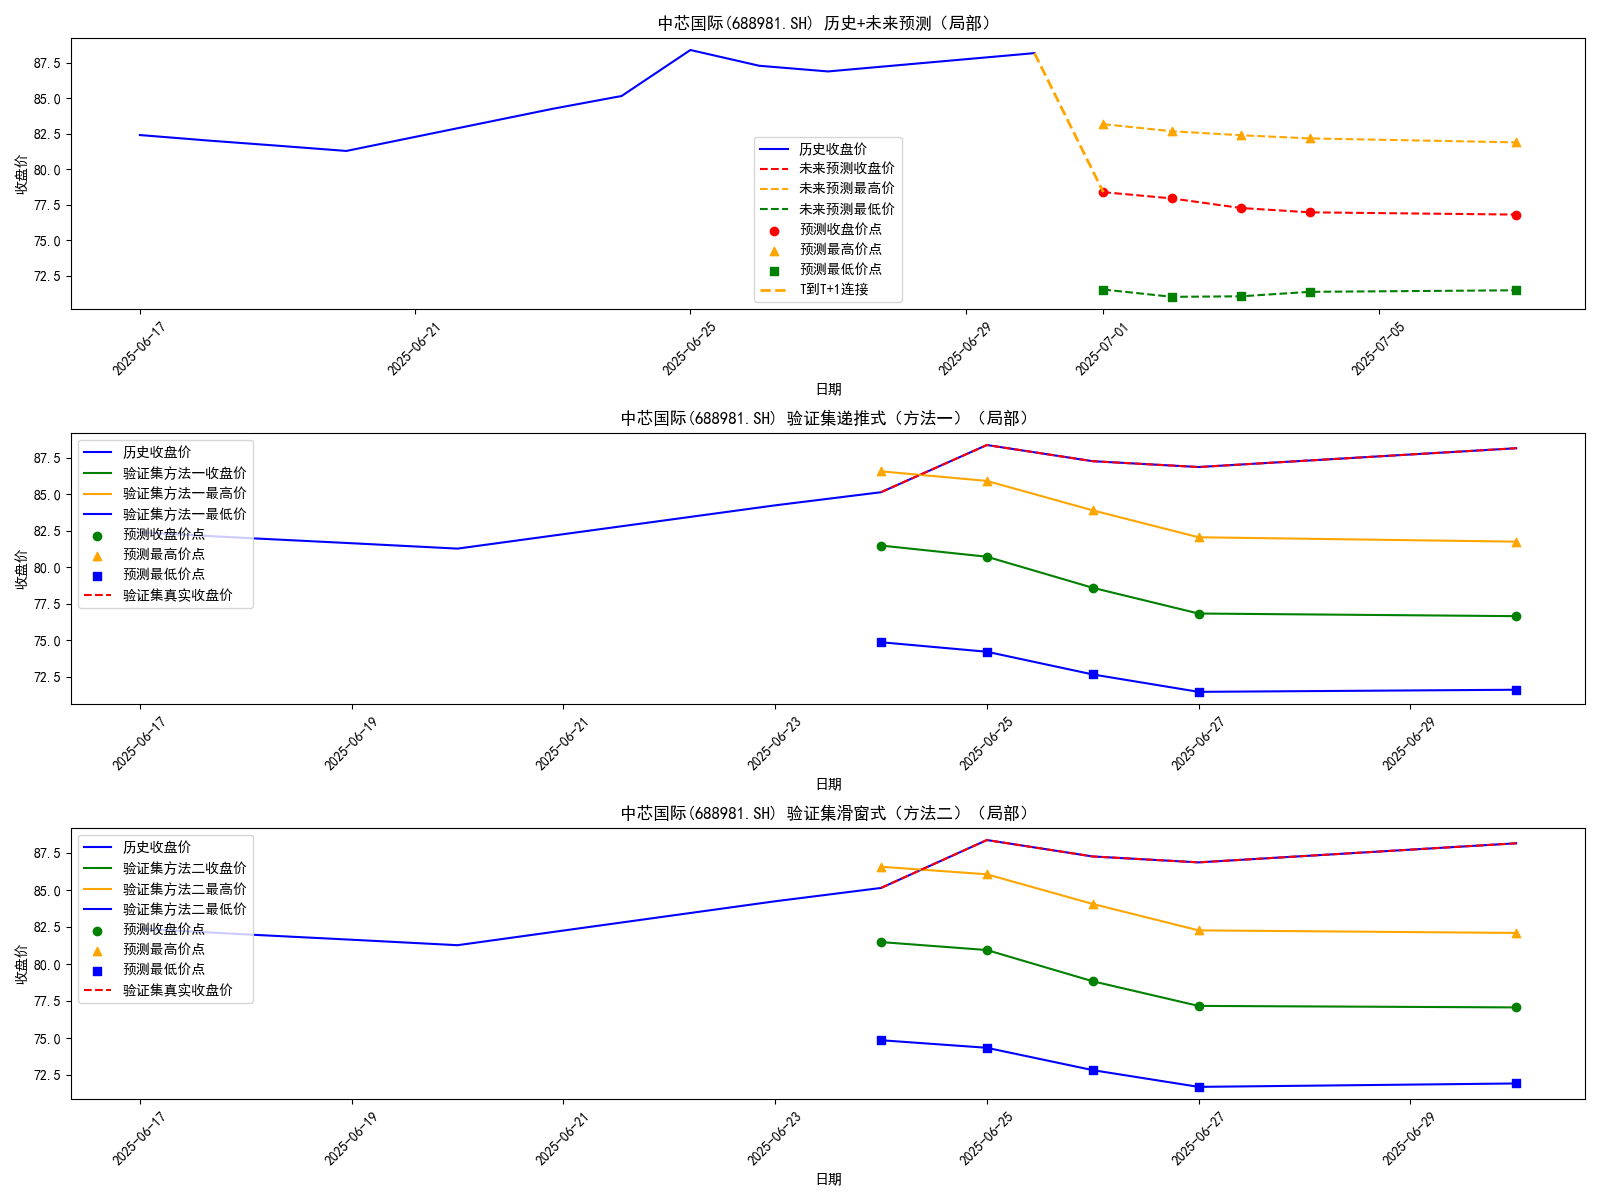 中芯国际(688981.SH) 历史+未来预测（局部）
87.5
85.0
82.5
80.0
77.5
75.0
72.5
收盘价
历史收盘价
未来预测收盘价
未来预测最高价
未来预测最低价
预测收盘价点
预测最高价点
预测最低价点
T到T+1连接
2025-06-17
2025-06-21
2025-06-25
2025-06-29
2025-07-01
2025-07-05
日期
中芯国际(688981.SH) 验证集递推式（方法一）（局部）
87.5
85.0
82.5
80.0
77.5
75.0
72.5
收盘价
历史收盘价
验证集方法一收盘价
验证集方法一最高价
验证集方法一最低价
预测收盘价点
预测最高价点
预测最低价点
验证集真实收盘价
2025-06-17
2025-06-19
2025-06-21
2025-06-23
2025-06-25
2025-06-27
2025-06-29
日期
中芯国际(688981.SH) 验证集滑窗式（方法二）（局部）
87.5
85.0
82.5
80.0
77.5
75.0
72.5
收盘价
历史收盘价
验证集方法二收盘价
验证集方法二最高价
验证集方法二最低价
预测收盘价点
预测最高价点
预测最低价点
验证集真实收盘价
2025-06-17
2025-06-19
2025-06-21
2025-06-23
2025-06-25
2025-06-27
2025-06-29
日期